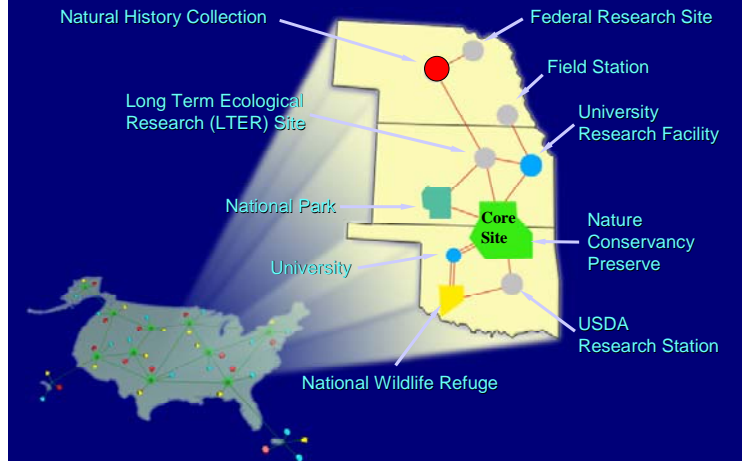 Natural History Collection
Federal Research Site
Field Station
Long Term Ecological
Research (LTER) Site
University
Research Facility
National Park
Core
Site
Nature
Conservancy
Preserve
University
USDA
Research Station
National Wildlife Refuge